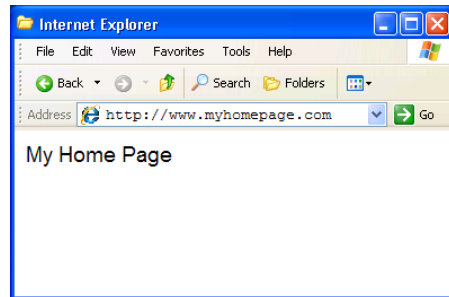 Internet Explorer
File Edit View Favorites Tools Help
Back Search Folders
Address http://www.myhomepage.com Go
My Home Page